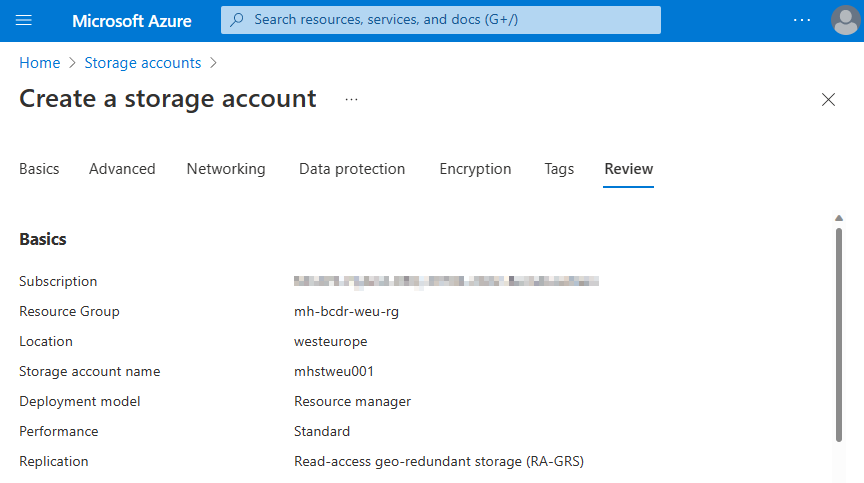 Microsoft Azure
Search resources, services, and docs (G+/)
Home > Storage accounts >
Create a storage account ...
Basics Advanced Networking Data protection Encryption Tags Review
Basics
Subscription
Resource Group mh-bcdr-weu-rg
Location westeurope
Storage account name mhstweu001
Deployment model Resource manager
Performance Standard
Replication Read-access geo-redundant storage (RA-GRS)